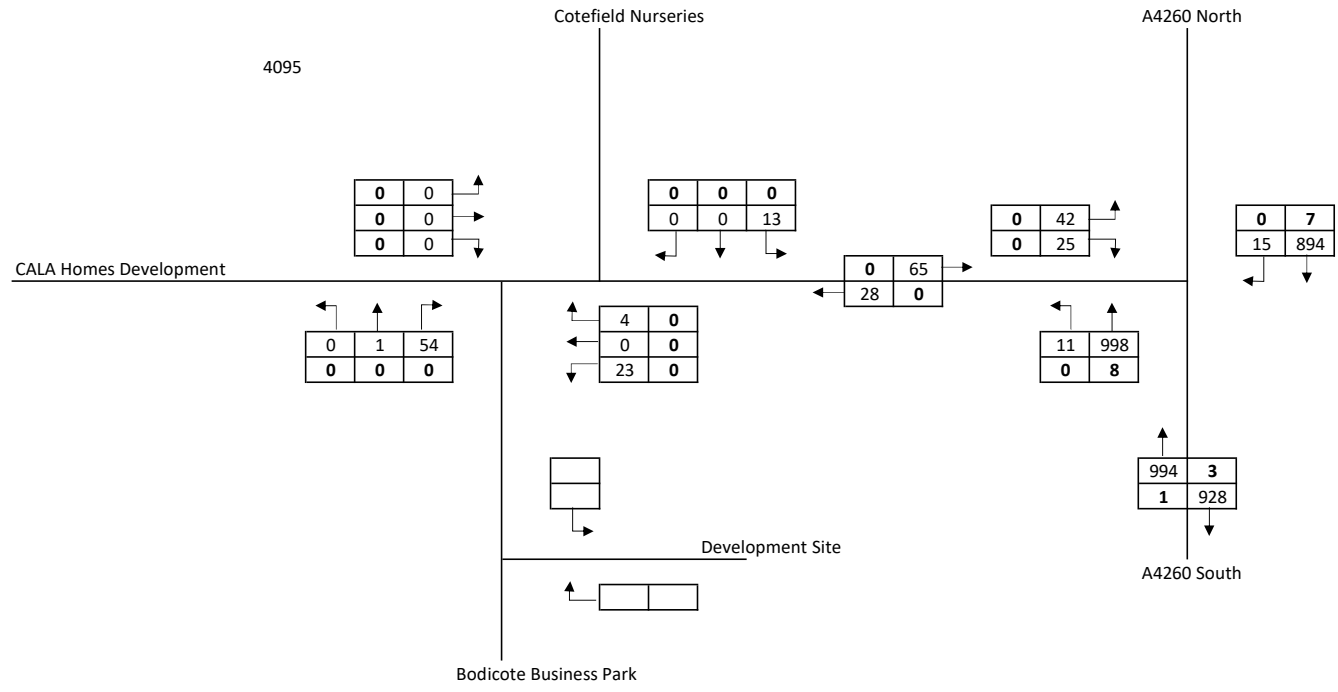 Cotefield Nurseries
A4260 North
4095
0 0
0 0
0 0
0 0 0
0 0 13
0 42
0 25
0 7
15 894
CALA Homes Development
0 65
28 0
0 1 54
0 0 0
4 0
0 0
23 0
11 998
0 8
994 3
1 928
Development Site
A4260 South
Bodicote Business Park